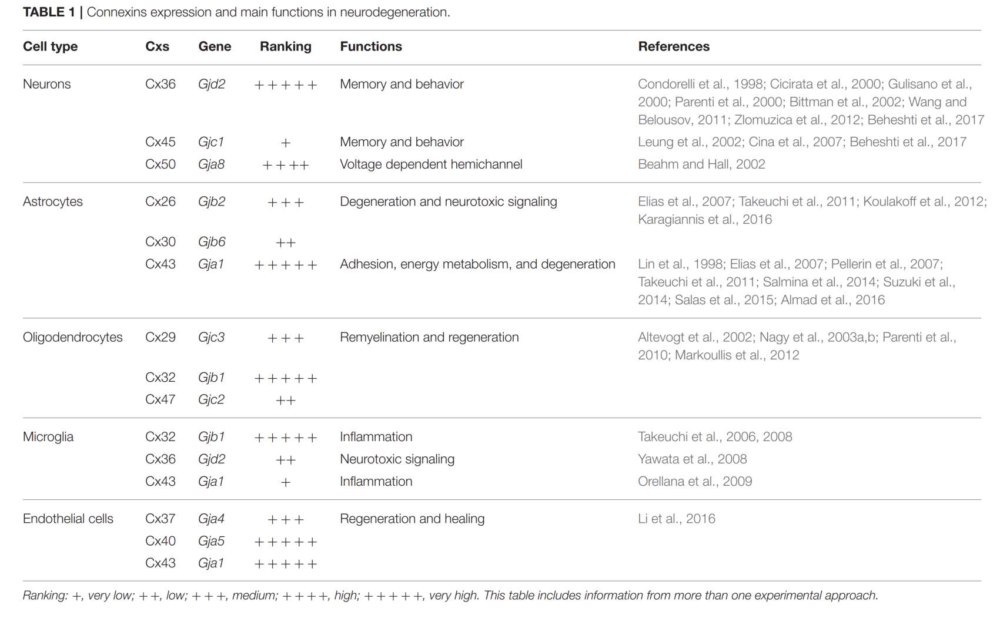 TABLE 1 | Connexins expression and main functions in neurodegeneration.
Cell type Cxs Gene Ranking Functions References
Neurons Cx36 Gjd2 + + + + + Memory and behavior Condorelli et al., 1998; Cicirata et al., 2000; Gulisano et al.,
2000; Parenti et al., 2000; Bittman et al., 2002; Wang and
Belousov, 2011; Zlomuzica et al., 2012; Beheshti et al., 2017
Cx45 Gjc1 + Memory and behavior Leung et al., 2002; Cina et al., 2007; Beheshti et al., 2017
Cx50 Gja8 + + ++ Voltage dependent hemichannel Beahm and Hall, 2002
Astrocytes Cx26 Gjb2 + + + Degeneration and neurotoxic signaling Elias et al., 2007; Takeuchi et al., 2011; Koulakoff et al., 2012;
Karagiannis et al., 2016
Cx30 Gjb6 ++
Cx43 Gja1 + + + + + Adhesion, energy metabolism, and degeneration Lin et al., 1998; Elias et al., 2007; Pellerin et al., 2007;
Takeuchi et al., 2011; Salmina et al., 2014; Suzuki et al.,
2014; Salas et al., 2015; Almad et al., 2016
Oligodendrocytes Cx29 Gjc3 + + + Remyelination and regeneration Altevogt et al., 2002; Nagy et al., 2003a,b; Parenti et al.,
2010; Markoullis et al., 2012
Cx32 Gjb1 + + + + +
Cx47 Gjc2 ++
Microglia Cx32 Gjb1 + + + + + Inflammation Takeuchi et al., 2006, 2008
Cx36 Gjd2 ++ Neurotoxic signaling Yawata et al., 2008
Cx43 Gja1 + Inflammation Orellana et al., 2009
Endothelial cells Cx37 Gja4 + + + Regeneration and healing Li et al., 2016
Cx40 Gja5 + + + + +
Cx43 Gja1 + + + + +
Ranking: +, very low; ++, low; + + +, medium; + + + +, high; + + + + +, very high. This table includes information from more than one experimental approach.